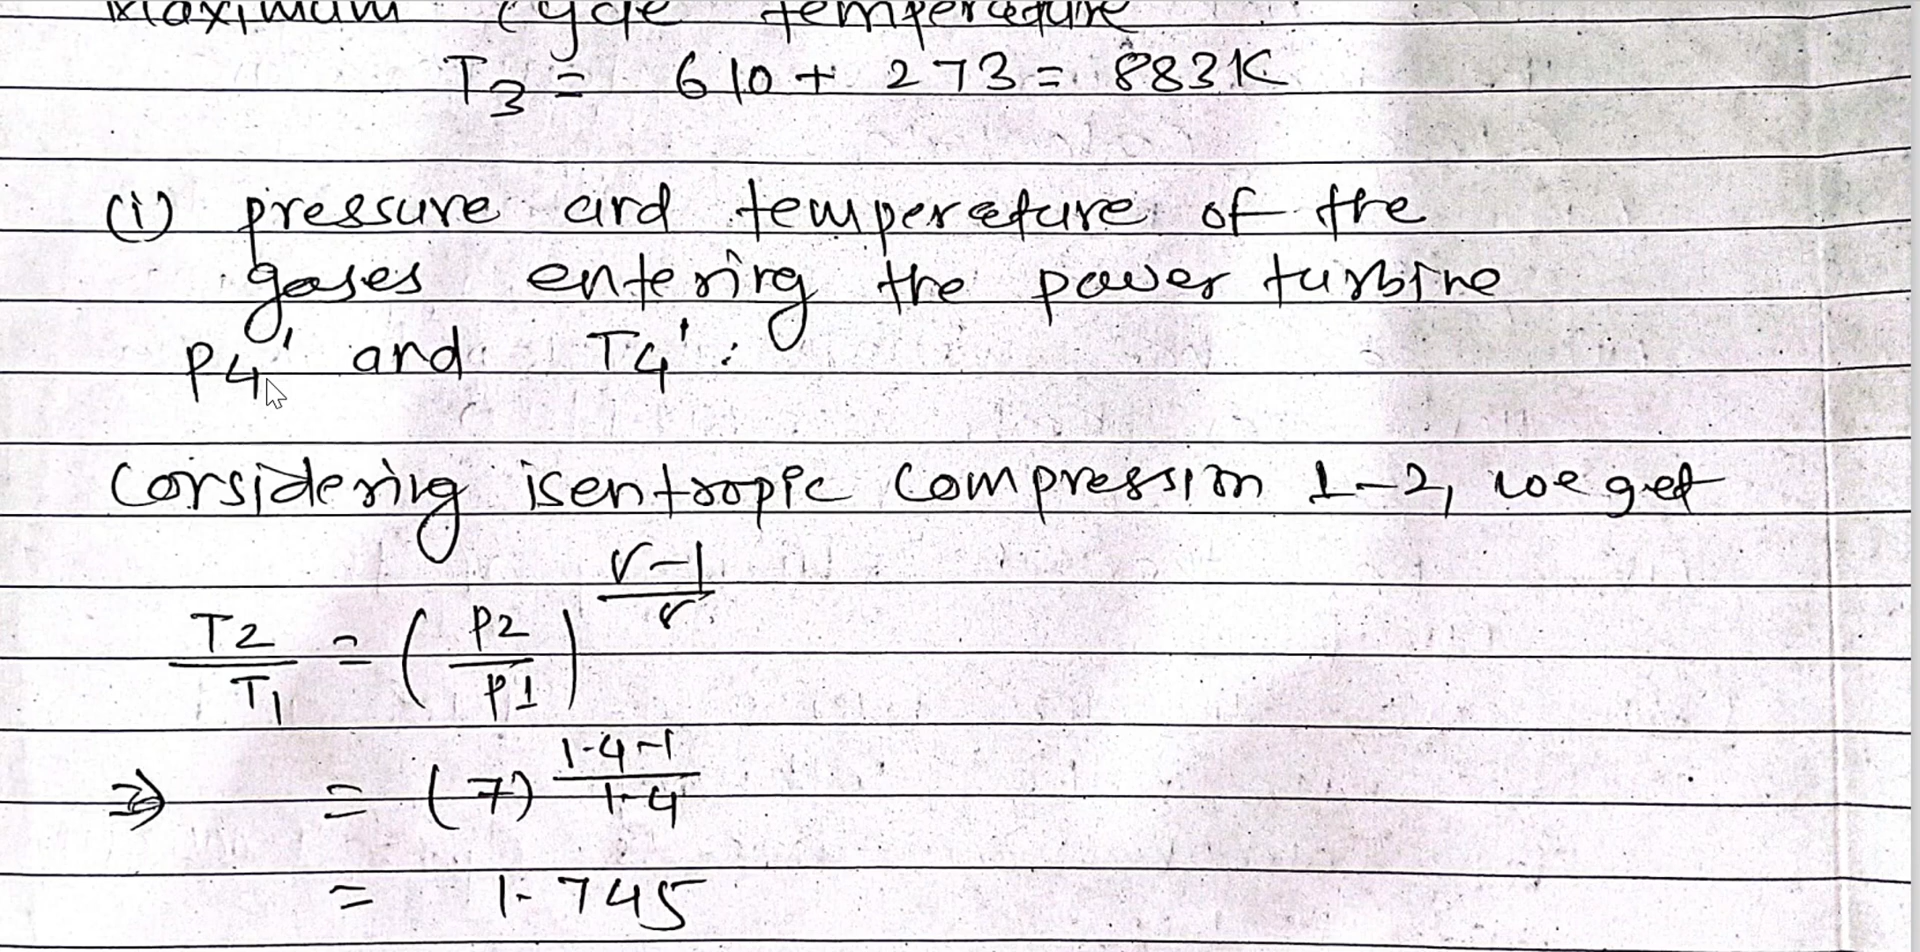 Maximum cycle temperature
T3 = 610 + 273 = 883K
(i) pressure and temperature of the
gases entering the power turbine
P4' and T4' :
Considering isentropic compression 1-2, we get
T2/T1 = (P2/P1)^(γ-1)/γ
⇒ = (7)^(1.4-1)/1.4
= 1.745